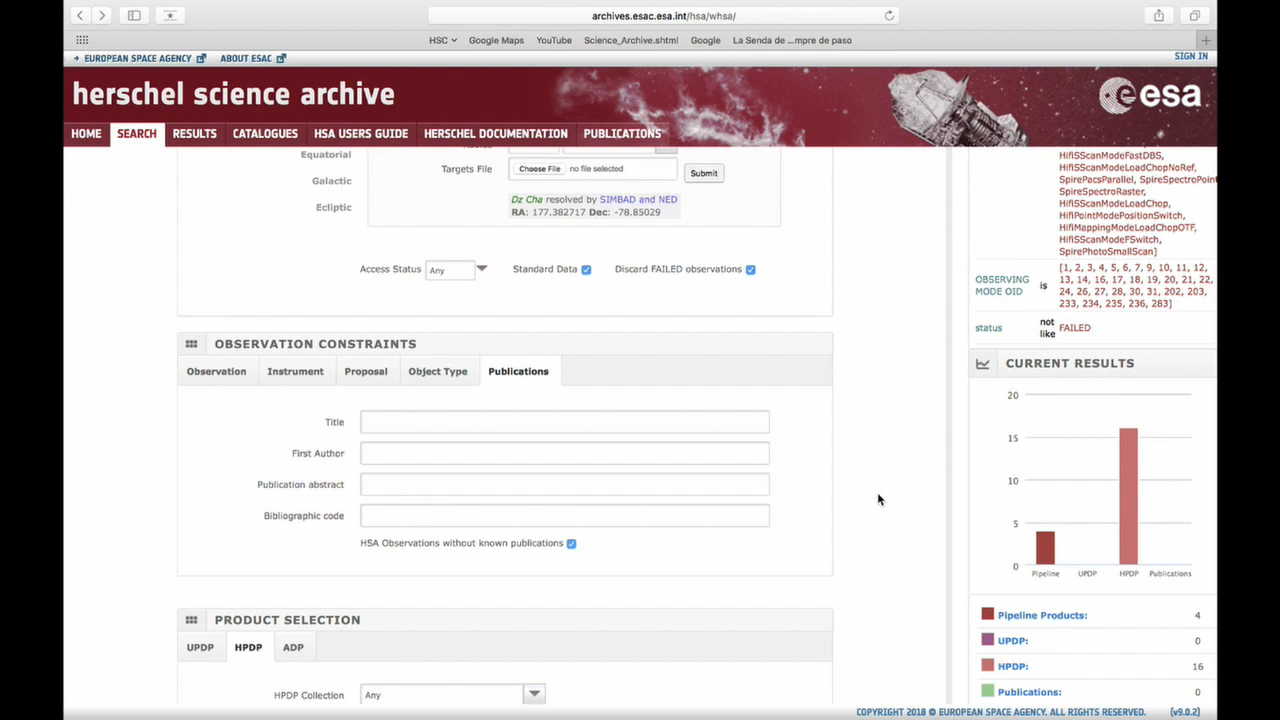 archives.esac.esa.int/hsa/whsa/
HSC Google Maps YouTube Science_Archive.shtml Google La Senda de ...mpre de paso
EUROPEAN SPACE AGENCY ABOUT ESAC SIGN IN
herschel science archive esa
HOME SEARCH RESULTS CATALOGUES HSA USERS GUIDE HERSCHEL DOCUMENTATION PUBLICATIONS
Equatorial
Galactic
Ecliptic
Targets File Choose File no file selected Submit
Dz Cha resolved by SIMBAD and NED
RA: 177.382717 Dec: -78.85029
Access Status Any Standard Data Discard FAILED observations
OBSERVATION CONSTRAINTS
Observation Instrument Proposal Object Type Publications
Title
First Author
Publication abstract
Bibliographic code
HSA Observations without known publications
PRODUCT SELECTION
UPDP HPDP ADP
HPDP Collection Any
HifiSScanModeFastDBS,
HifiSScanModeLoadChopNoRef,
SpirePacsParallel, SpireSpectroPoint
SpireSpectroRaster,
HifiSScanModeLoadChop,
HifiPointModePositionSwitch,
HifiMappingModeLoadChopOTF,
HifiSScanModeFSwitch,
SpirePhotoSmallScan]
OBSERVING MODE OID is [1, 2, 3, 4, 5, 6, 7, 9, 10, 11, 12,
13, 14, 16, 17, 18, 19, 20, 21, 22,
24, 26, 27, 28, 30, 31, 202, 203,
233, 234, 235, 236, 283]
status not like FAILED
CURRENT RESULTS
20
15
10
5
0
Pipeline UPDP HPDP Publications
Pipeline Products: 4
UPDP: 0
HPDP: 16
Publications: 0
COPYRIGHT 2018 © EUROPEAN SPACE AGENCY. ALL RIGHTS RESERVED. (v9.0.2)